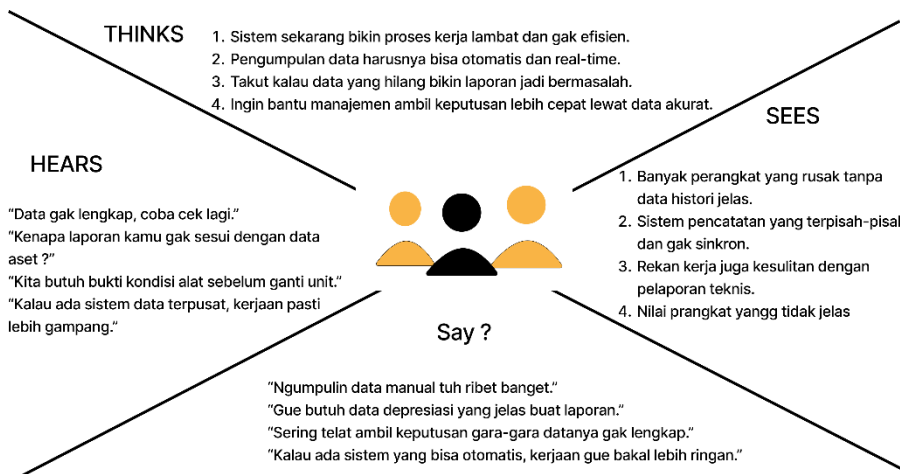 THINKS
1. Sistem sekarang bikin proses kerja lambat dan gak efisien.
2. Pengumpulan data harusnya bisa otomatis dan real-time.
3. Takut kalau data yang hilang bikin laporan jadi bermasalah.
4. Ingin bantu manajemen ambil keputusan lebih cepat lewat data akurat.
SEES
1. Banyak perangkat yang rusak tanpa
data histori jelas.
2. Sistem pencatatan yang terpisah-pisal
dan gak sinkron.
3. Rekan kerja juga kesulitan dengan
pelaporan teknis.
4. Nilai prangkat yangg tidak jelas
HEARS
“Data gak lengkap, coba cek lagi.”
“Kenapa laporan kamu gak sesui dengan data
aset ?”
“Kita butuh bukti kondisi alat sebelum ganti unit.”
“Kalau ada sistem data terpusat, kerjaan pasti
lebih gampang.”
Say ?
“Ngumpulin data manual tuh ribet banget.”
“Gue butuh data depresiasi yang jelas buat laporan.”
“Sering telat ambil keputusan gara-gara datanya gak lengkap.”
“Kalau ada sistem yang bisa otomatis, kerjaan gue bakal lebih ringan.”